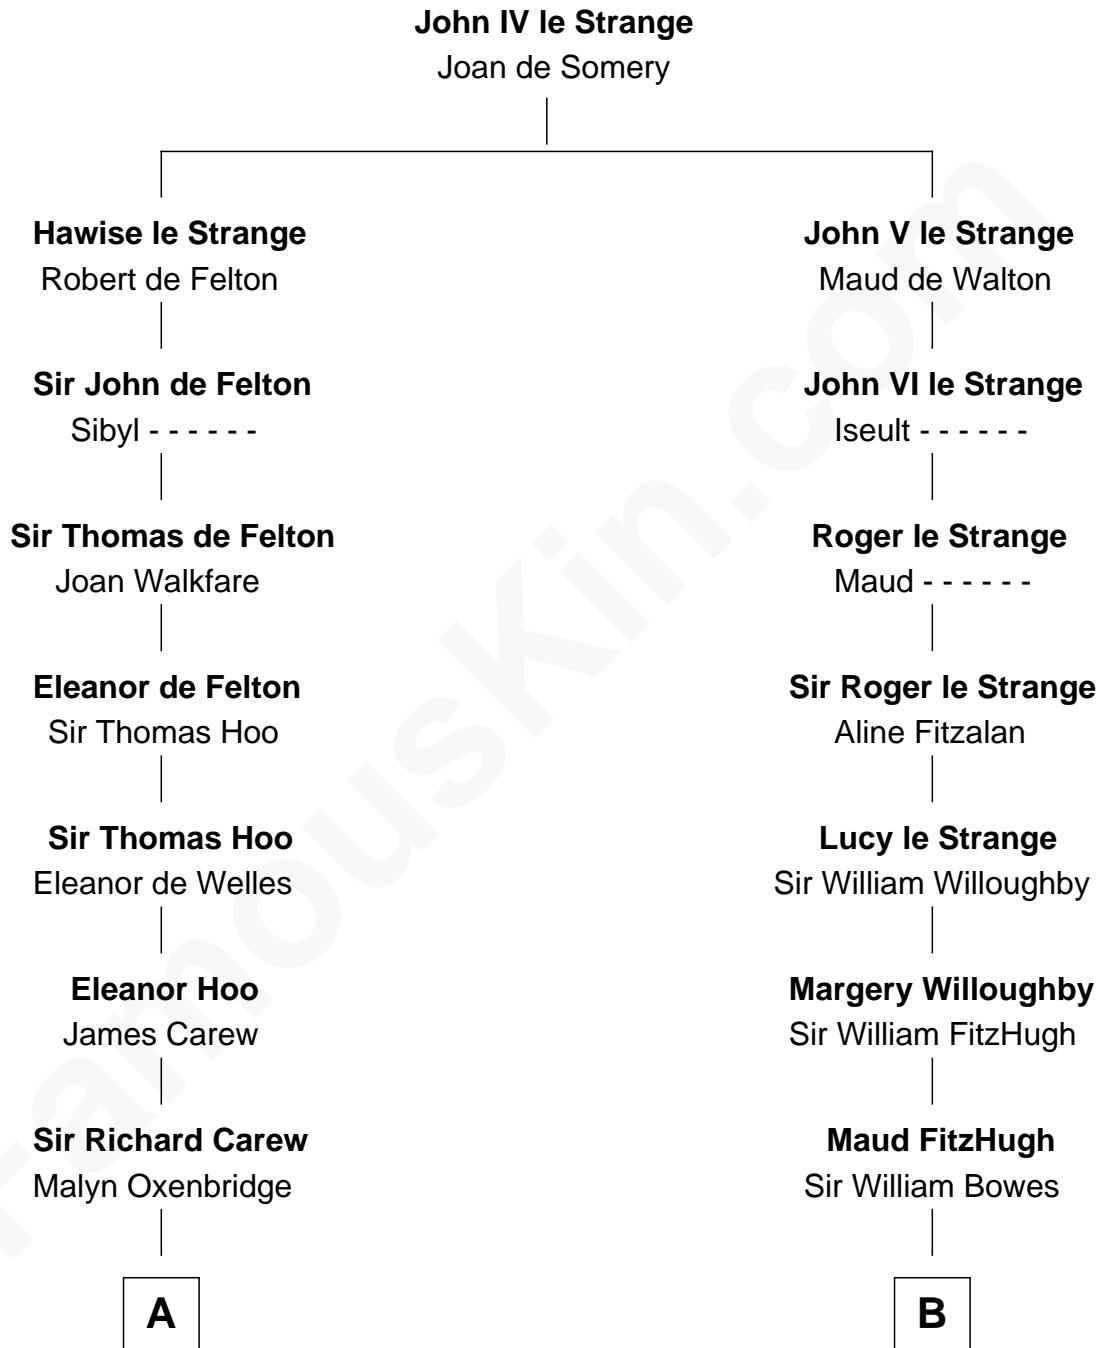 John IV le Strange
Joan de Somery
Hawise le Strange
Robert de Felton
John V le Strange
Maud de Walton
Sir John de Felton
Sibyl - - - - - -
John VI le Strange
Iseult - - - - - -
Sir Thomas de Felton
Joan Walkfare
Roger le Strange
Maud - - - - - -
Eleanor de Felton
Sir Thomas Hoo
Sir Roger le Strange
Aline Fitzalan
Sir Thomas Hoo
Eleanor de Welles
Lucy le Strange
Sir William Willoughby
Eleanor Hoo
James Carew
Margery Willoughby
Sir William FitzHugh
Sir Richard Carew
Malyn Oxenbridge
Maud FitzHugh
Sir William Bowes
A
B
FamousKin.com